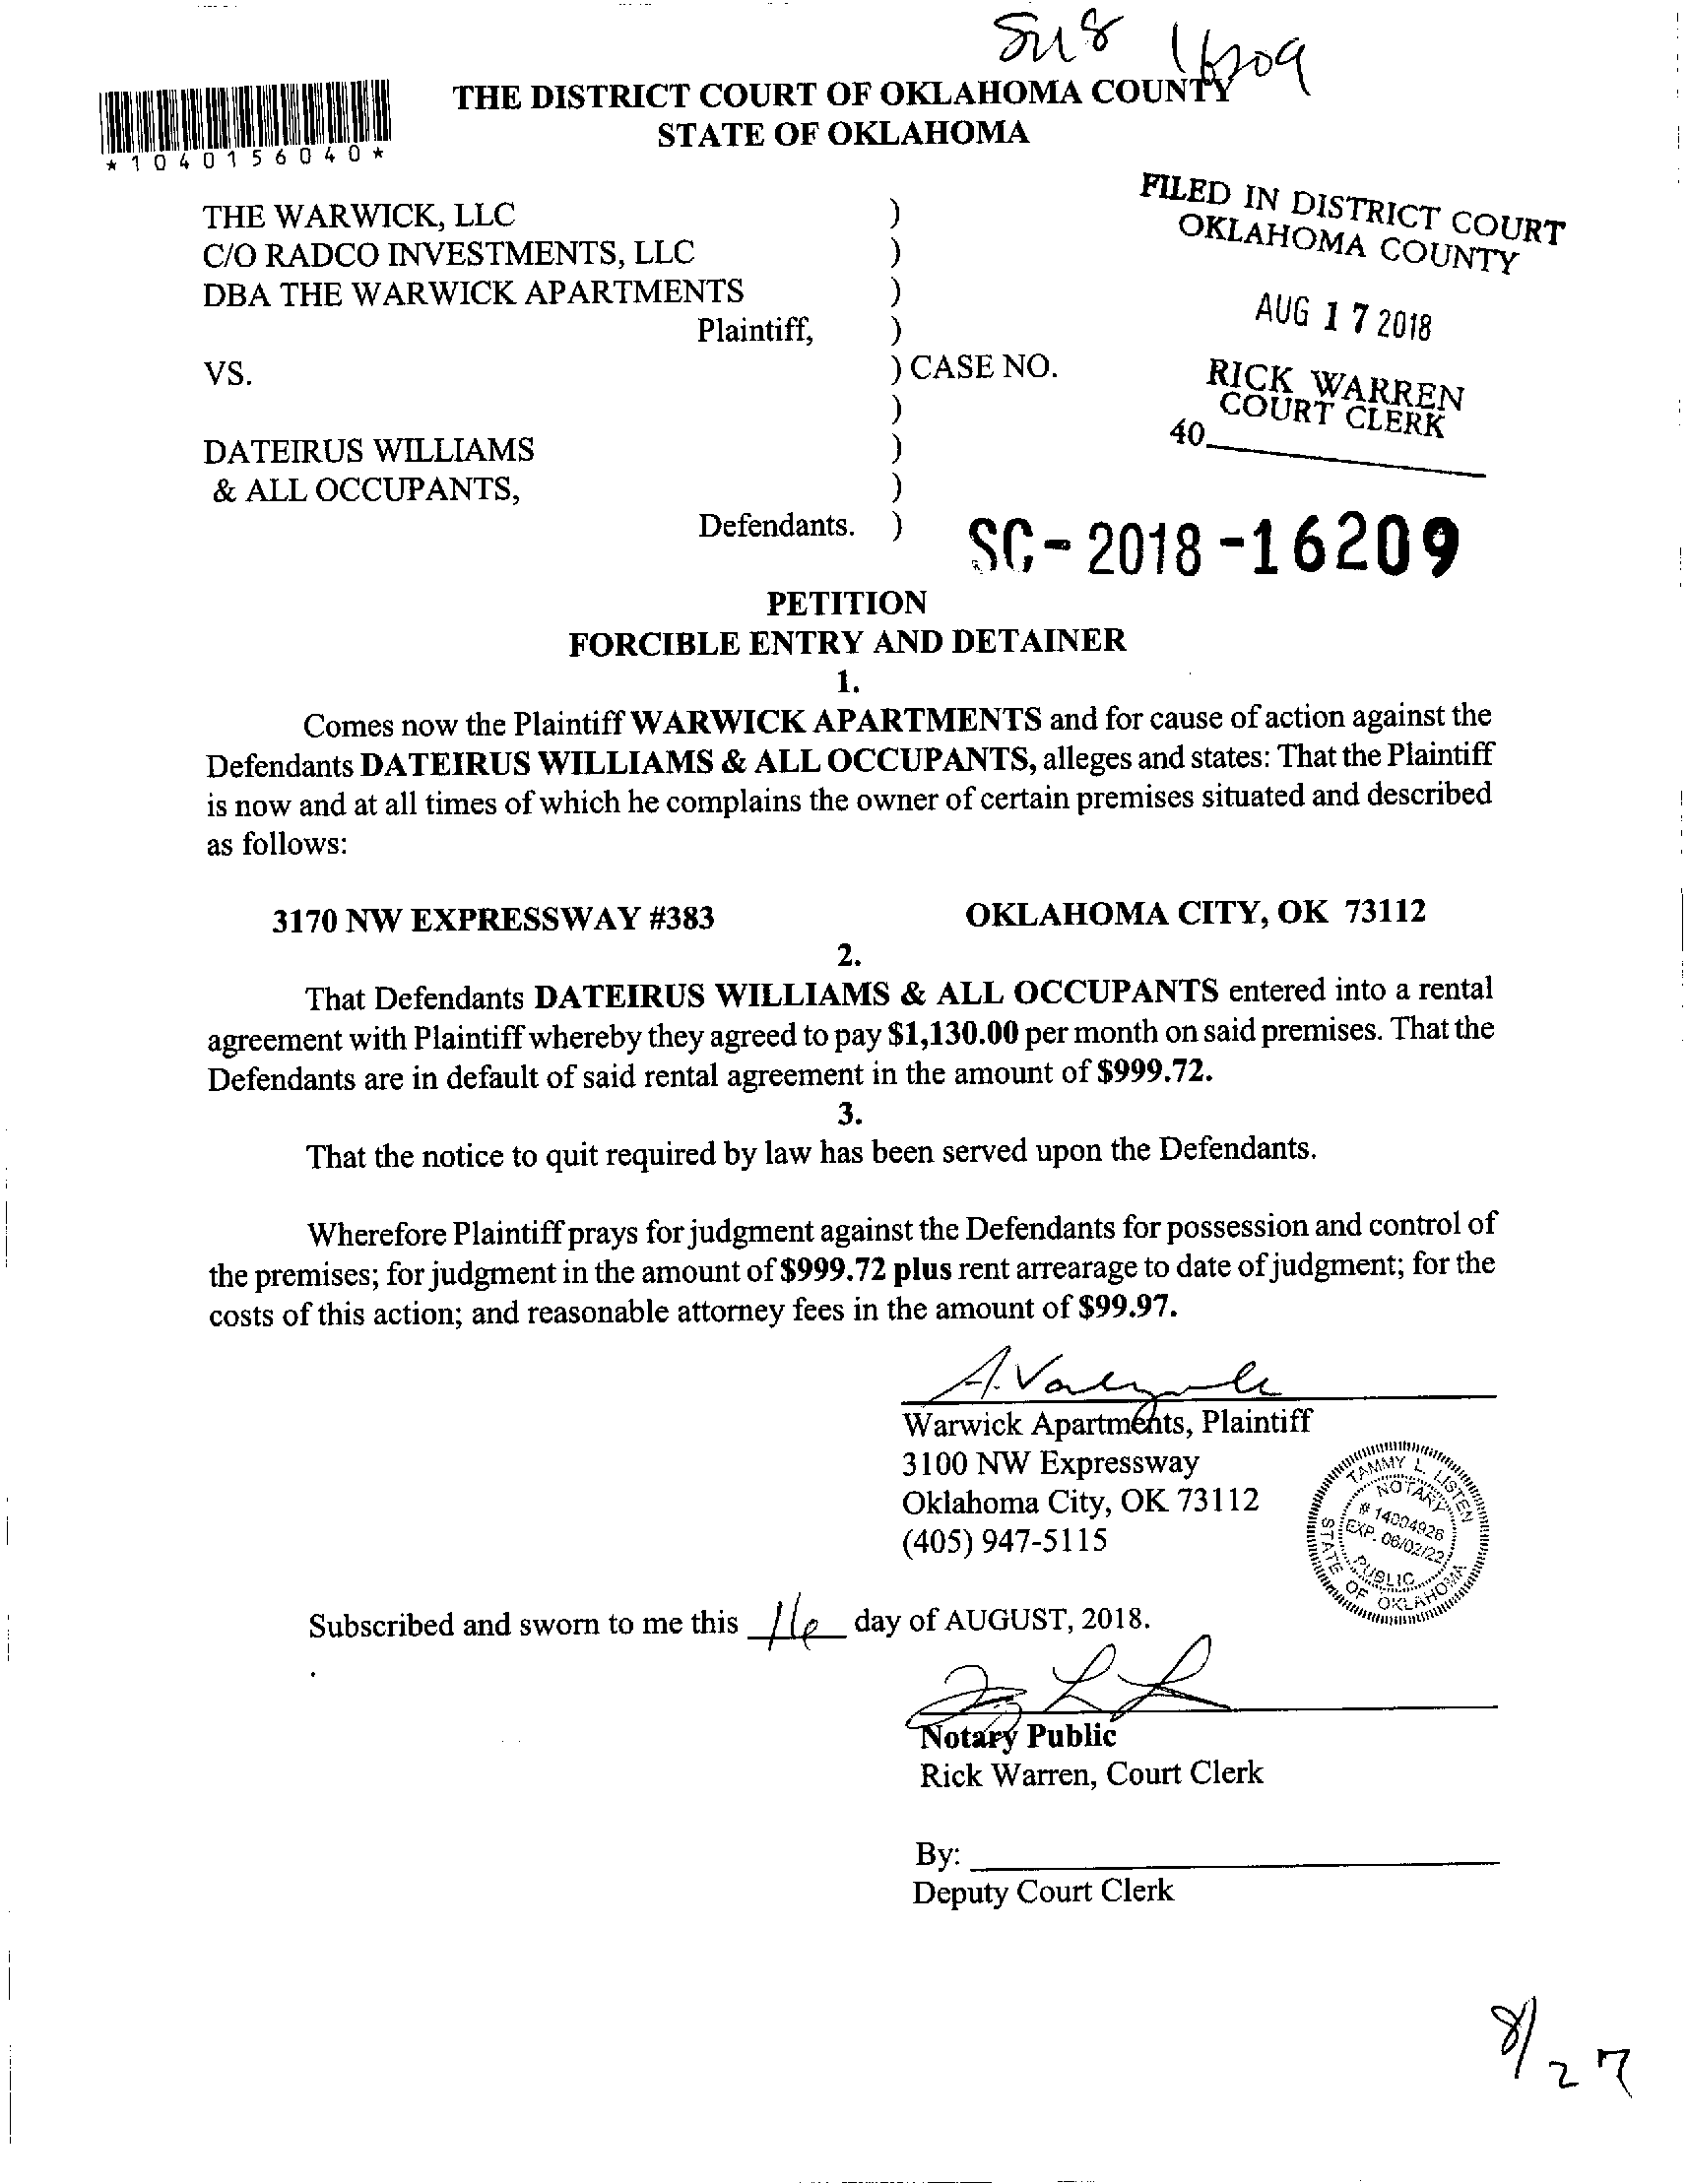 16209
THE DISTRICT COURT OF OKLAHOMA COUNTY
STATE OF OKLAHOMA
*1040156040*
FILED IN DISTRICT COURT
OKLAHOMA COUNTY
AUG 17 2018
RICK WARREN
COURT CLERK
40
THE WARWICK, LLC )
C/O RADCO INVESTMENTS, LLC )
DBA THE WARWICK APARTMENTS )
Plaintiff, )
VS. ) CASE NO.
)
DATEIRUS WILLIAMS )
& ALL OCCUPANTS, )
Defendants. )
SC-2018-16209
PETITION
FORCIBLE ENTRY AND DETAINER
1.
Comes now the Plaintiff WARWICK APARTMENTS and for cause of action against the
Defendants DATEIRUS WILLIAMS & ALL OCCUPANTS, alleges and states: That the Plaintiff
is now and at all times of which he complains the owner of certain premises situated and described
as follows:
3170 NW EXPRESSWAY #383 OKLAHOMA CITY, OK 73112
2.
That Defendants DATEIRUS WILLIAMS & ALL OCCUPANTS entered into a rental
agreement with Plaintiff whereby they agreed to pay $1,130.00 per month on said premises. That the
Defendants are in default of said rental agreement in the amount of $999.72.
3.
That the notice to quit required by law has been served upon the Defendants.
Wherefore Plaintiff prays for judgment against the Defendants for possession and control of
the premises; for judgment in the amount of $999.72 plus rent arrearage to date of judgment; for the
costs of this action; and reasonable attorney fees in the amount of $99.97.
Warwick Apartments, Plaintiff
3100 NW Expressway
Oklahoma City, OK 73112
(405) 947-5115
TAMMY L. LISTEN
NOTARY
# 14004926
EXP. 06/02/22
PUBLIC
STATE OF OKLAHOMA
Subscribed and sworn to me this 16 day of AUGUST, 2018.
Notary Public
Rick Warren, Court Clerk
By:
Deputy Court Clerk
8/27